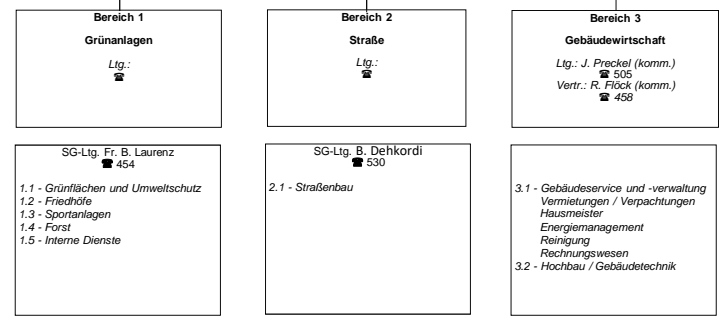 Bereich 1
Grünanlagen
Ltg.:
☎
SG-Ltg. Fr. B. Laurenz
☎ 454
1.1 - Grünflächen und Umweltschutz
1.2 - Friedhöfe
1.3 - Sportanlagen
1.4 - Forst
1.5 - Interne Dienste
Bereich 2
Straße
Ltg.:
☎
SG-Ltg. B. Dehkordi
☎ 530
2.1 - Straßenbau
Bereich 3
Gebäudewirtschaft
Ltg.: J. Preckel (komm.)
☎ 505
Vertr.: R. Flöck (komm.)
☎ 458
3.1 - Gebäudeservice und -verwaltung
Vermietungen / Verpachtungen
Hausmeister
Energiemanagement
Reinigung
Rechnungswesen
3.2 - Hochbau / Gebäudetechnik